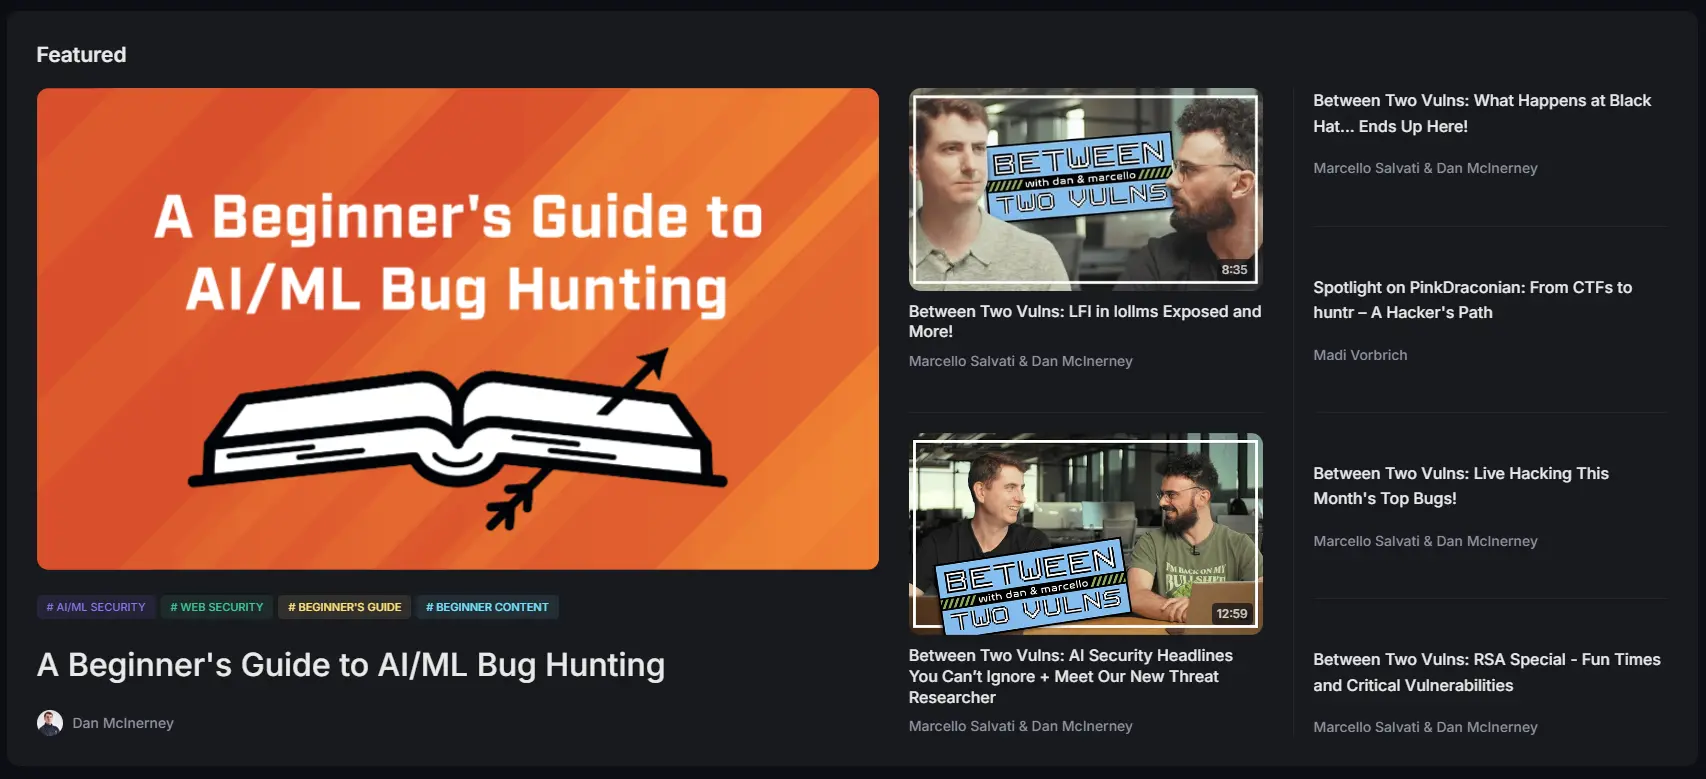 Featured
A Beginner's Guide to
AI/ML Bug Hunting
# AI/ML SECURITY
# WEB SECURITY
# BEGINNER'S GUIDE
# BEGINNER CONTENT
A Beginner's Guide to AI/ML Bug Hunting
Dan McInerney
BETWEEN
with dan & marcello
TWO VULNS
8:35
Between Two Vulns: LFI in lollms Exposed and
More!
Marcello Salvati & Dan McInerney
I'M BACK ON MY
BULLSHIT
BETWEEN
with dan & marcello
TWO VULNS
12:59
Between Two Vulns: AI Security Headlines
You Can’t Ignore + Meet Our New Threat
Researcher
Marcello Salvati & Dan McInerney
Between Two Vulns: What Happens at Black
Hat... Ends Up Here!
Marcello Salvati & Dan McInerney
Spotlight on PinkDraconian: From CTFs to
huntr – A Hacker's Path
Madi Vorbrich
Between Two Vulns: Live Hacking This
Month's Top Bugs!
Marcello Salvati & Dan McInerney
Between Two Vulns: RSA Special - Fun Times
and Critical Vulnerabilities
Marcello Salvati & Dan McInerney